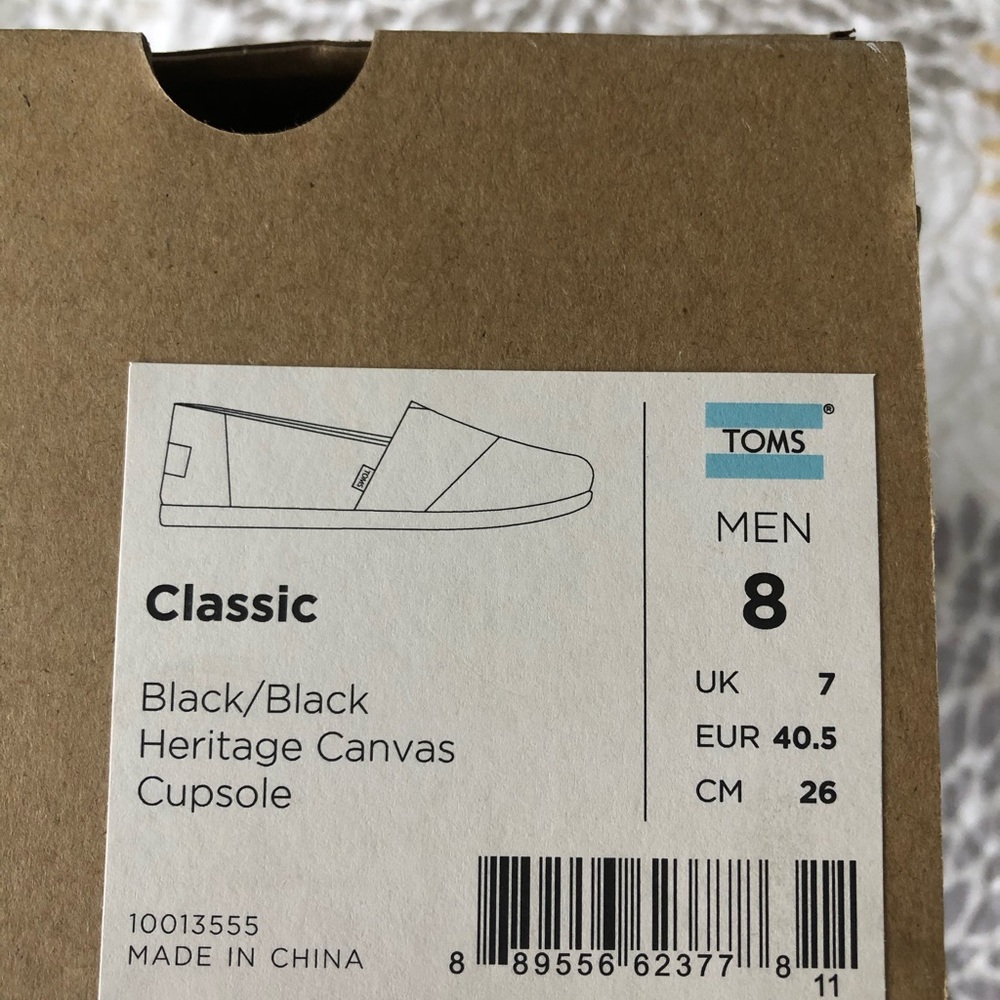 TOMS
TOMS®
MEN
8
UK 7
EUR 40.5
CM 26
Classic
Black/Black
Heritage Canvas
Cupsole
10013555
MADE IN CHINA
8 89556 62377 8
11